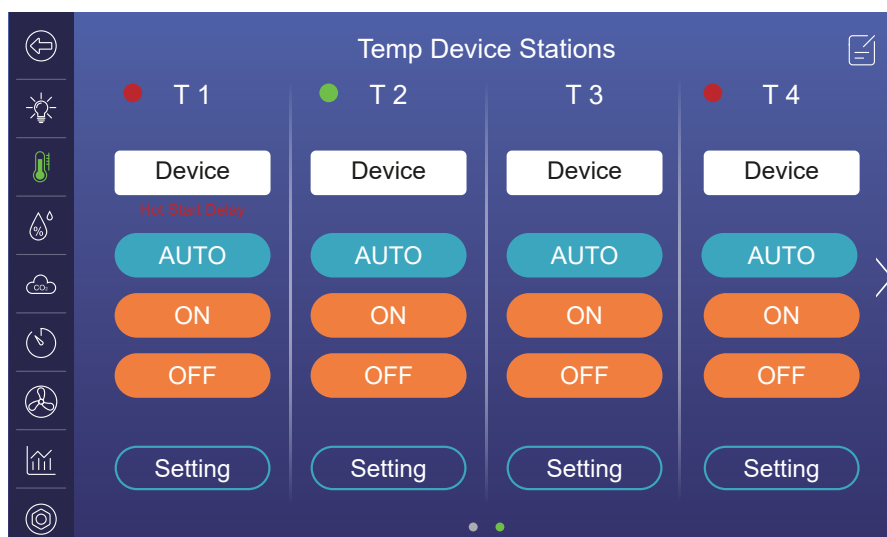 Temp Device Stations
T 1
T 2
T 3
T 4
Device
Device
Device
Device
Hot Start Delay
AUTO
AUTO
AUTO
AUTO
ON
ON
ON
ON
OFF
OFF
OFF
OFF
Setting
Setting
Setting
Setting
%
CO₂